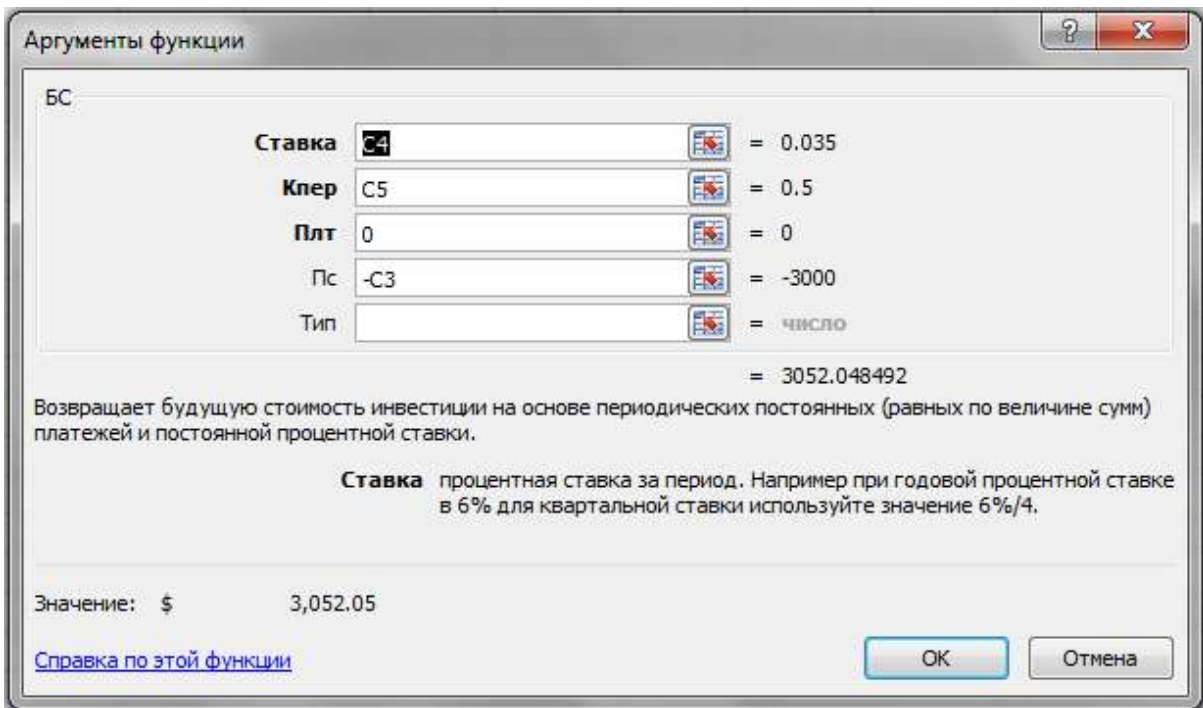 Аргументы функции
БС
Ставка C4 = 0.035
Кпер C5 = 0.5
Плт 0 = 0
Пс -C3 = -3000
Тип = число
= 3052.048492
Возвращает будущую стоимость инвестиции на основе периодических постоянных (равных по величине сумм)
платежей и постоянной процентной ставки.
Ставка процентная ставка за период. Например при годовой процентной ставке
в 6% для квартальной ставки используйте значение 6%/4.
Значение: $ 3,052.05
Справка по этой функции
ОК Отмена